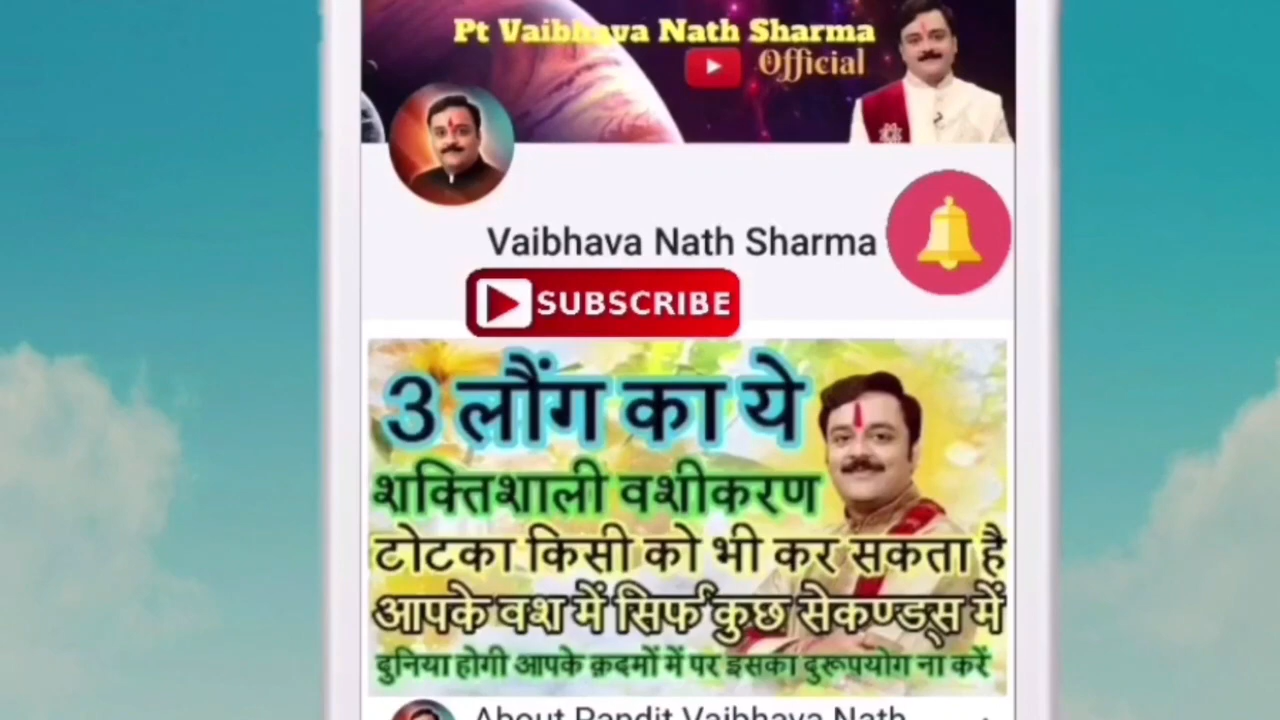 Pt Vaibhava Nath Sharma
Official
Vaibhava Nath Sharma
SUBSCRIBE
3 लौंग का ये
शक्तिशाली वशीकरण
टोटका किसी को भी कर सकता है
आपके वश में सिर्फ कुछ सेकण्ड्स में
दुनिया होगी आपके क़दमों में पर इसका दुरूपयोग ना करें
About Pandit Vaibhava Nath